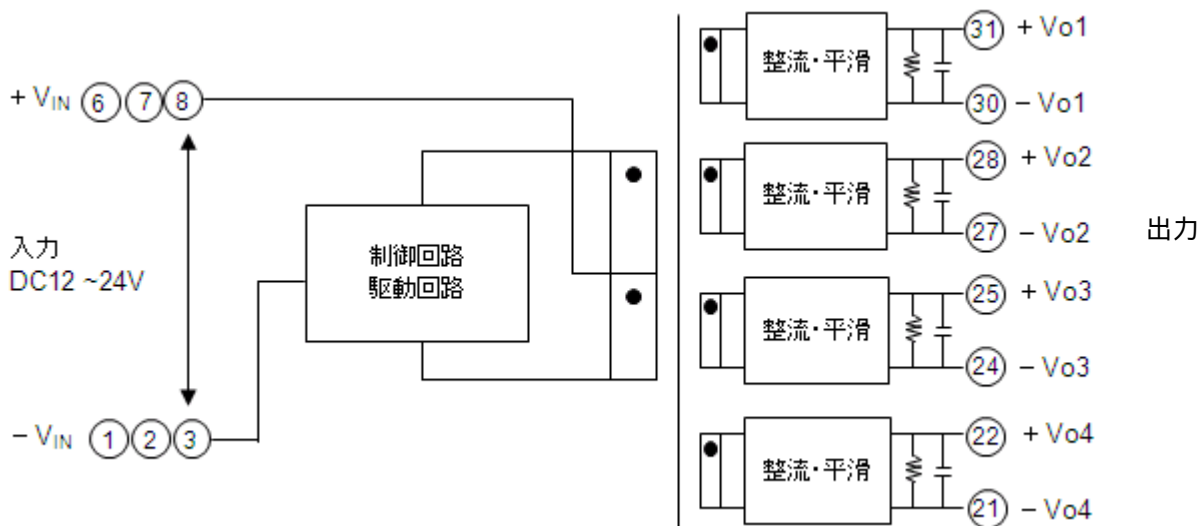 + VIN 6 7 8
入力
DC12 ~24V
− VIN 1 2 3
制御回路
駆動回路
整流・平滑
31 + Vo1
30 − Vo1
整流・平滑
28 + Vo2
27 − Vo2
整流・平滑
25 + Vo3
24 − Vo3
整流・平滑
22 + Vo4
21 − Vo4
出力